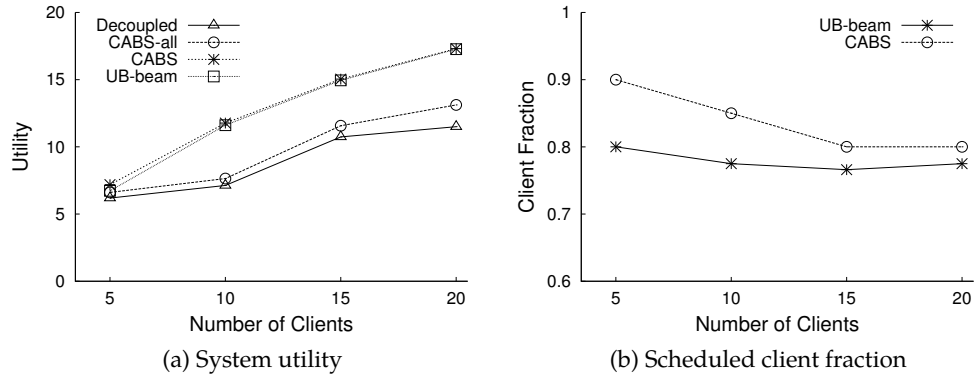 Decoupled
CABS-all
CABS
UB-beam
20
15
10
5
0
Utility
5 10 15 20
Number of Clients
(a) System utility
UB-beam
CABS
1
0.9
0.8
0.7
0.6
Client Fraction
5 10 15 20
Number of Clients
(b) Scheduled client fraction